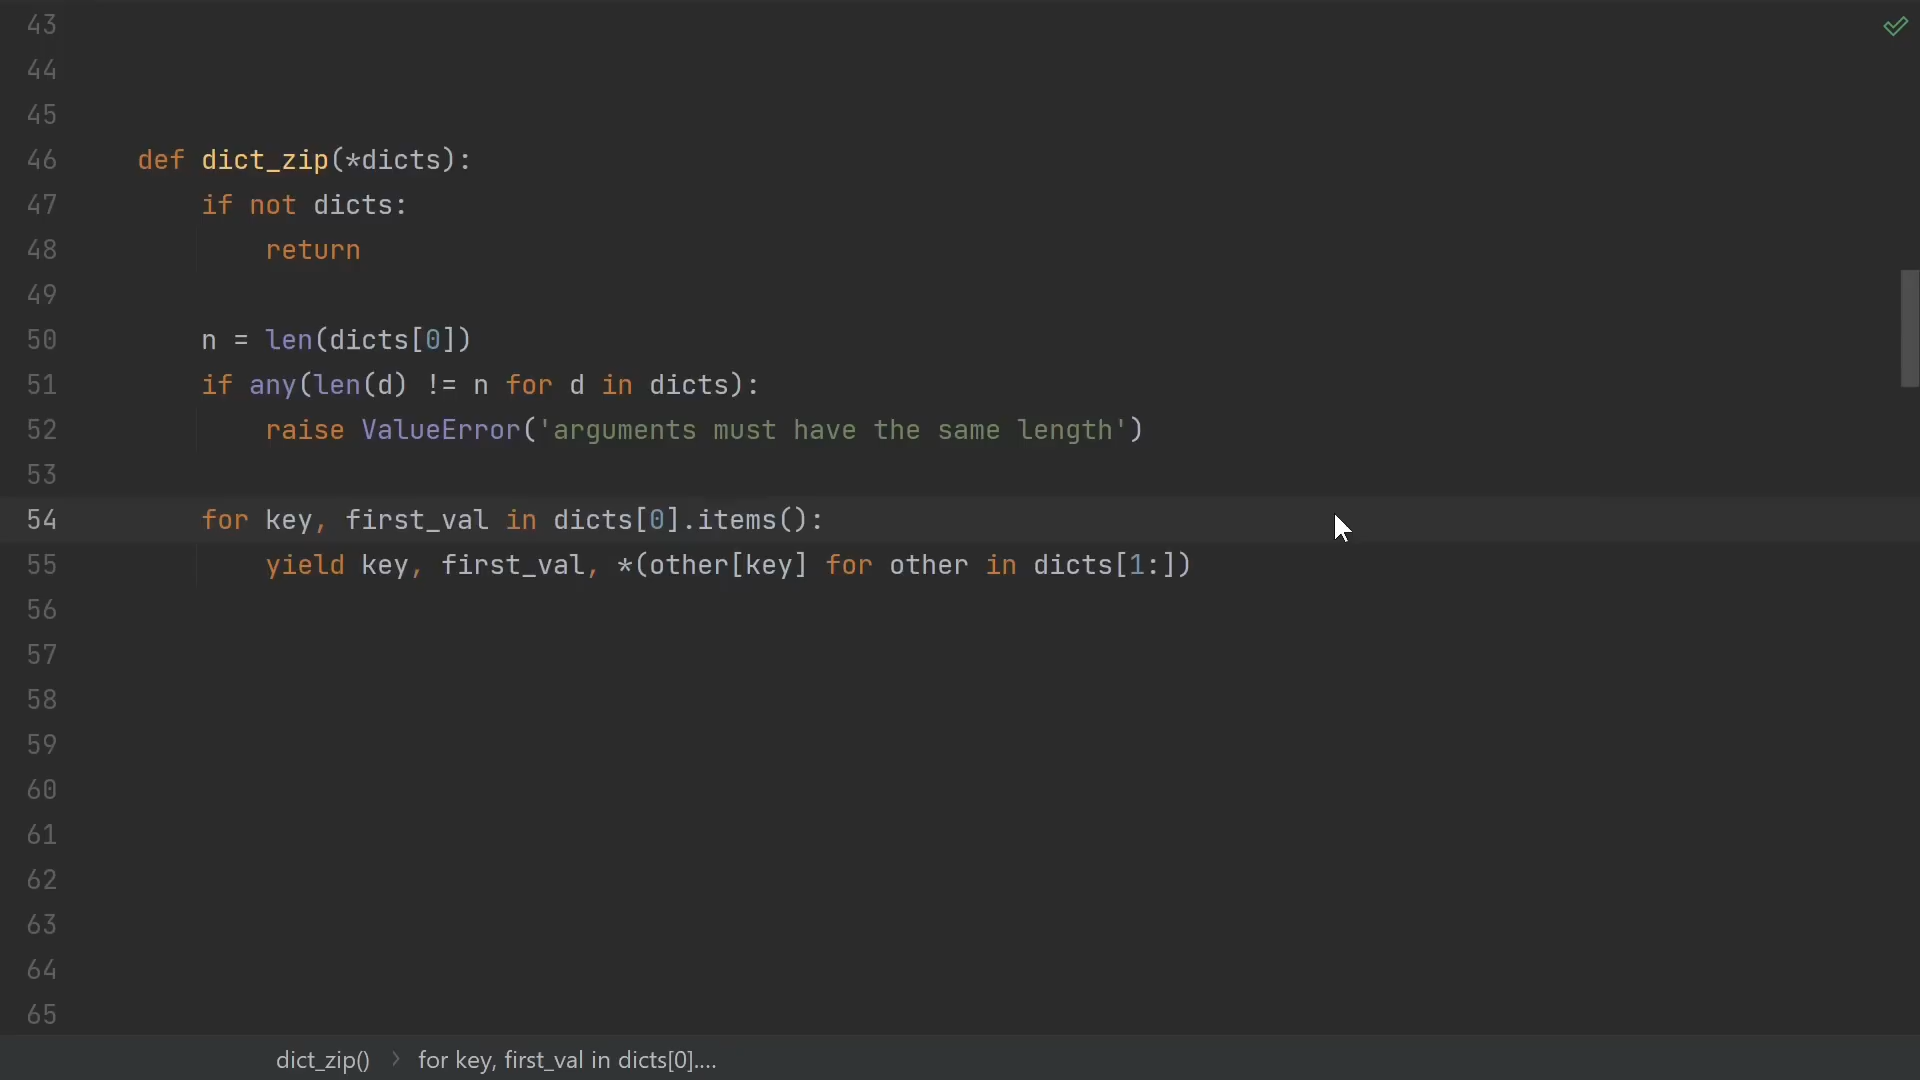 43
44
45
46 def dict_zip(*dicts):
47 if not dicts:
48 return
49
50 n = len(dicts[0])
51 if any(len(d) != n for d in dicts):
52 raise ValueError('arguments must have the same length')
53
54 for key, first_val in dicts[0].items():
55 yield key, first_val, *(other[key] for other in dicts[1:])
56
57
58
59
60
61
62
63
64
65
dict_zip() > for key, first_val in dicts[0]....